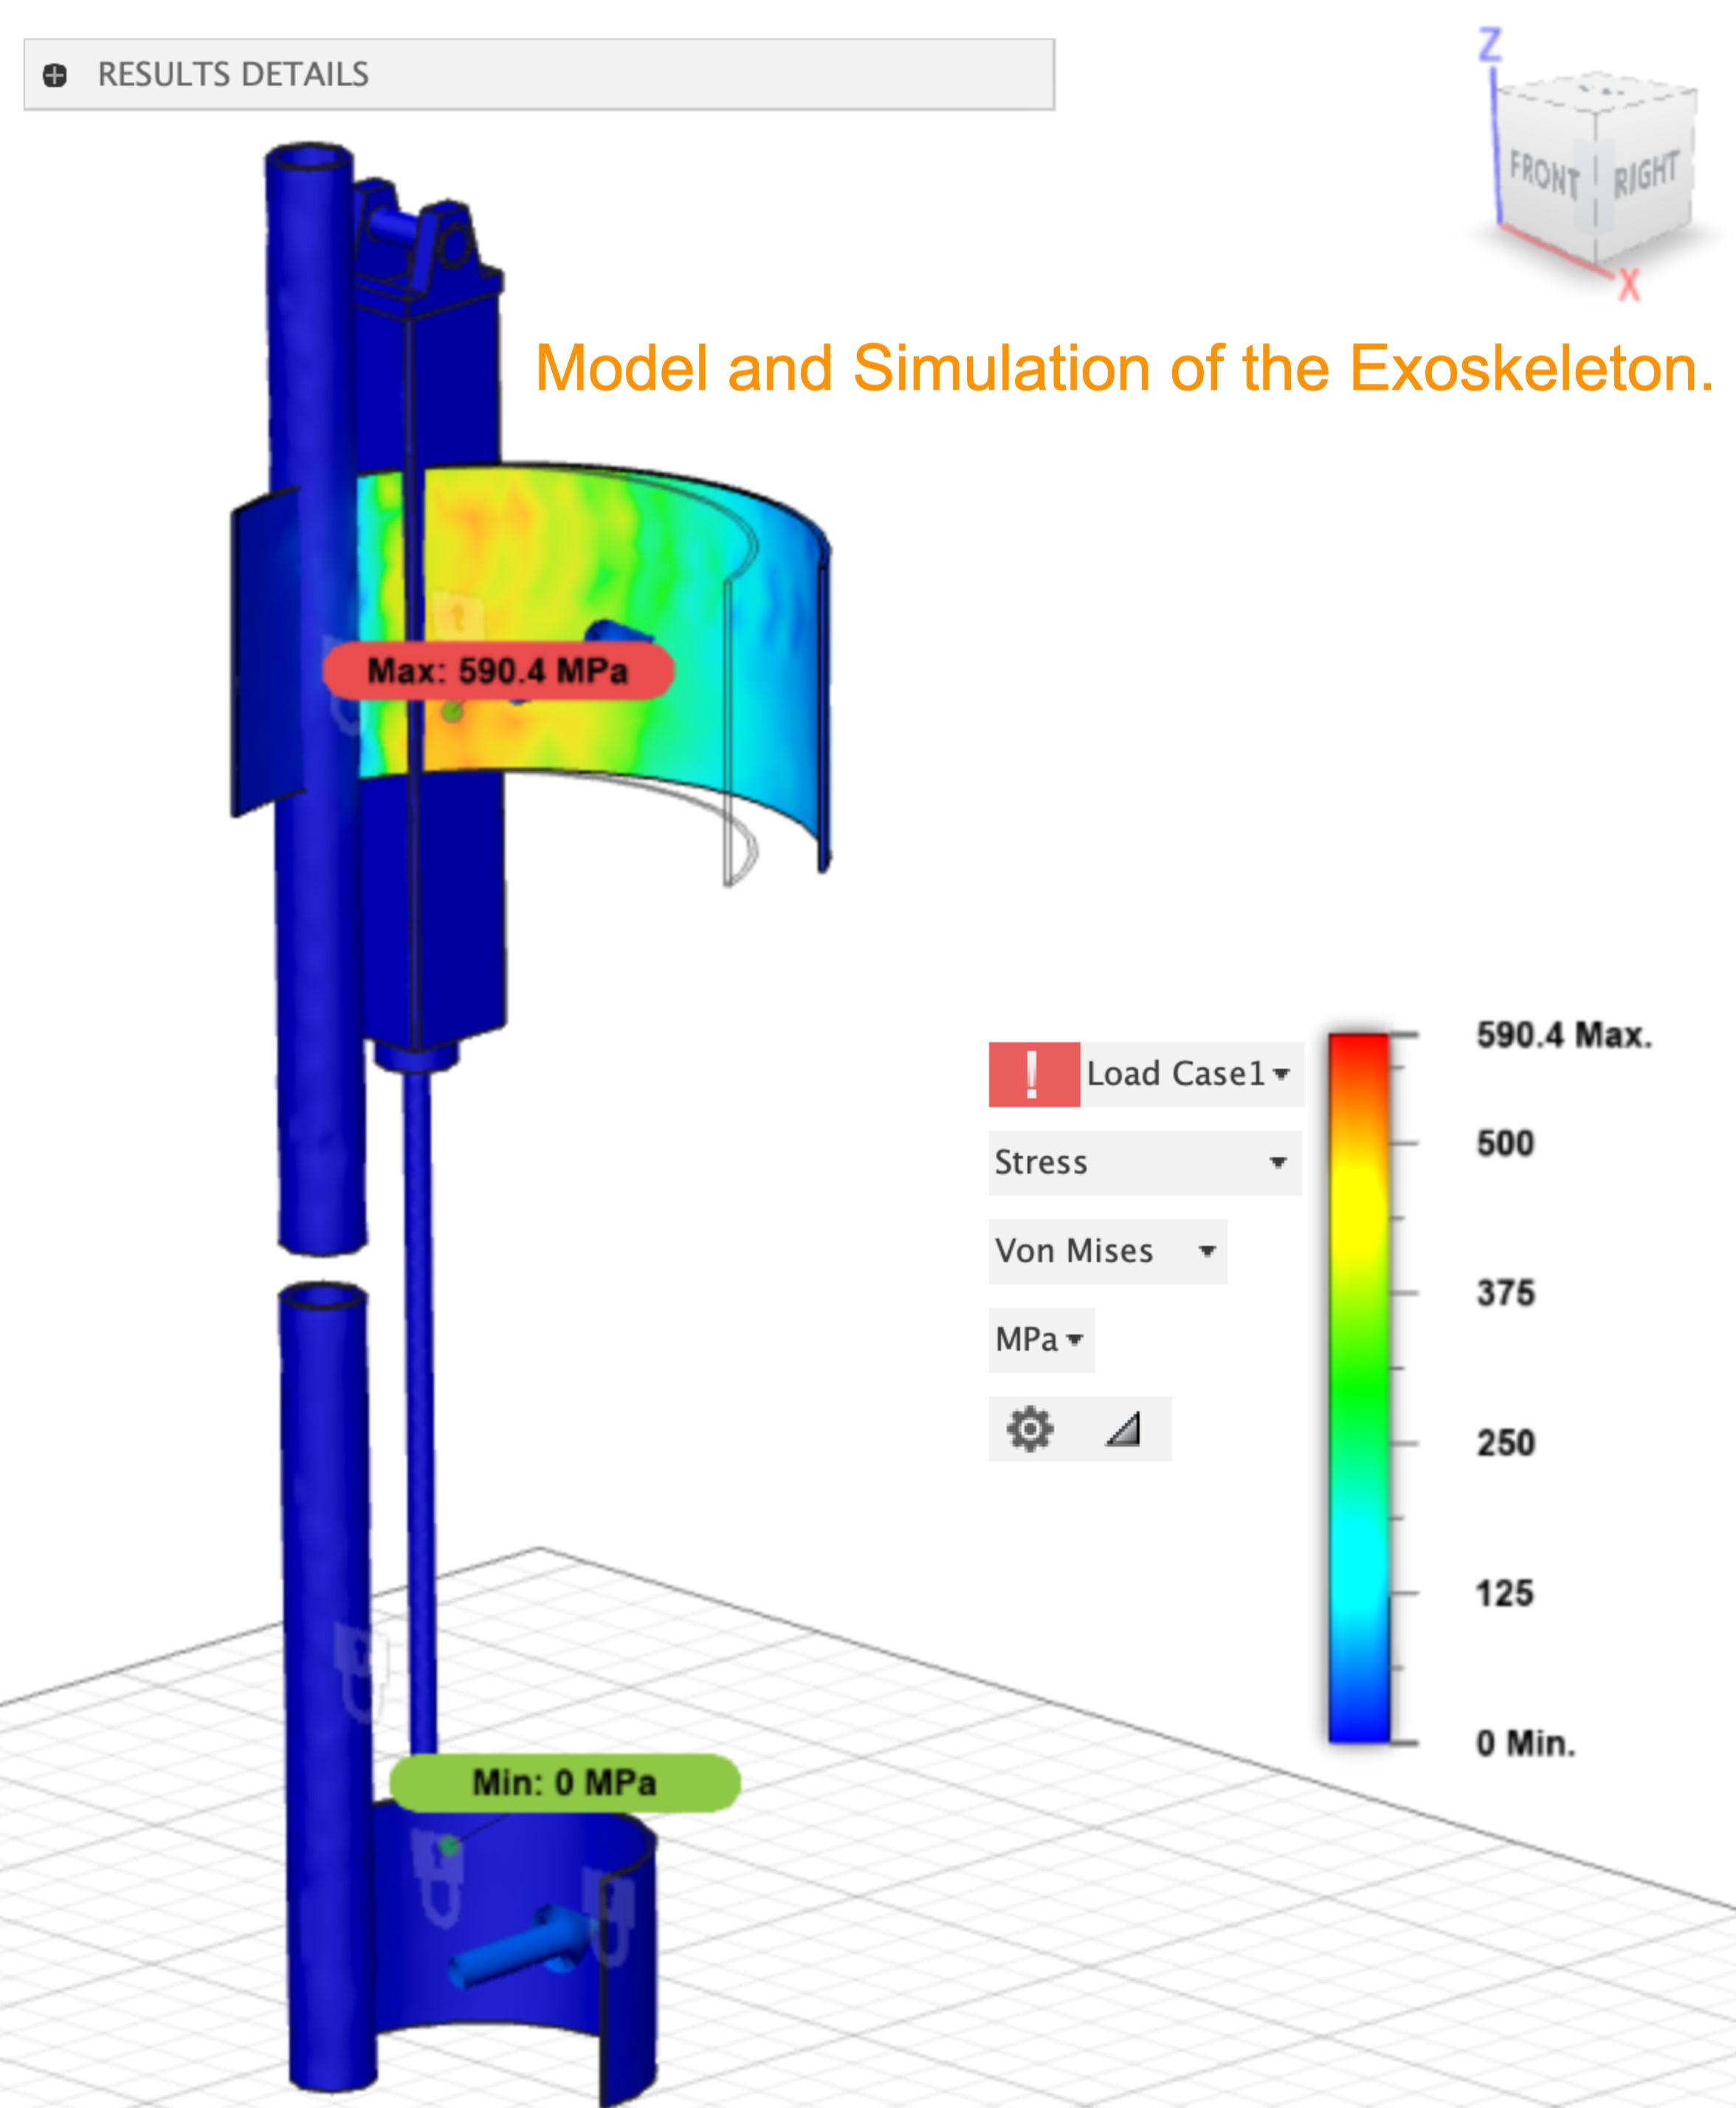 RESULTS DETAILS
Z
FRONT
RIGHT
X
Model and Simulation of the Exoskeleton.
Max: 590.4 MPa
! Load Case1
Stress
Von Mises
MPa
590.4 Max.
500
375
250
125
0 Min.
Min: 0 MPa